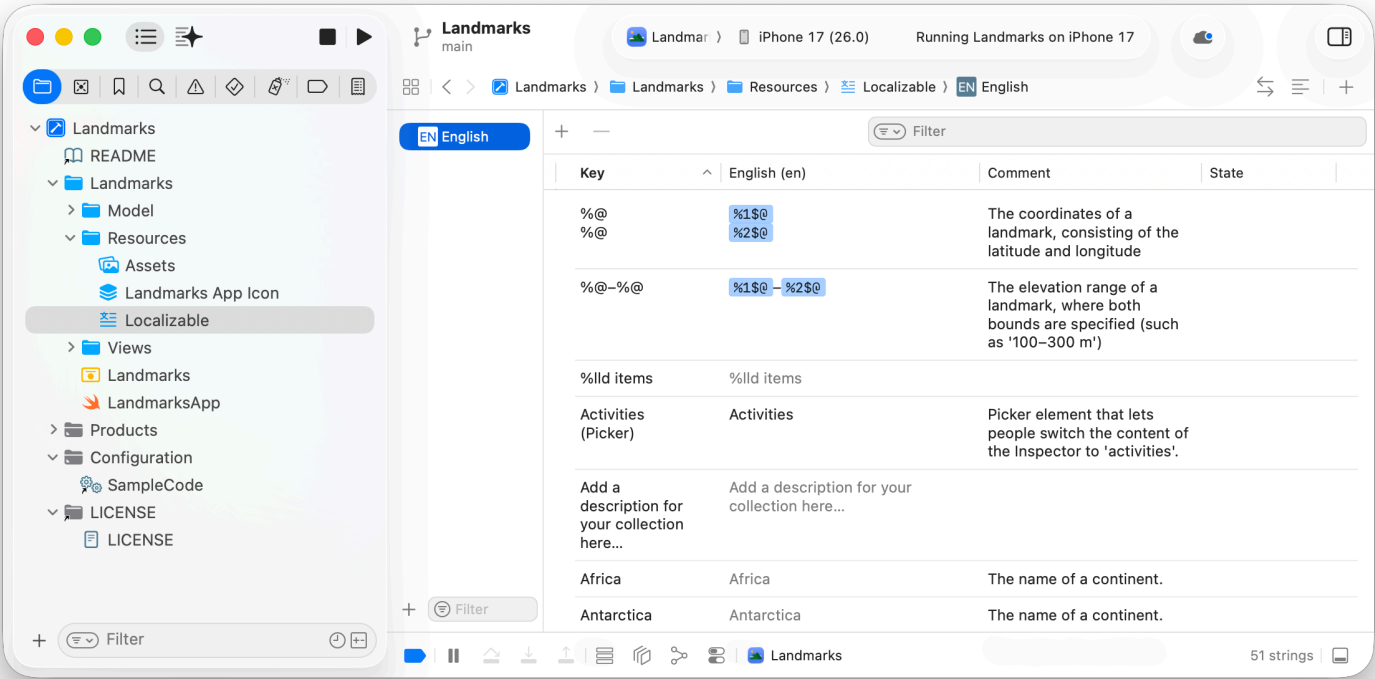 Landmarks
main
Landmar
iPhone 17 (26.0)
Running Landmarks on iPhone 17
Landmarks
Landmarks
Resources
Localizable
EN English
Landmarks
README
Landmarks
Model
Resources
Assets
Landmarks App Icon
Localizable
Views
Landmarks
LandmarksApp
Products
Configuration
SampleCode
LICENSE
LICENSE
Filter
EN English
Filter
Filter
Key
English (en)
Comment
State
%@
%@
%1$@
%2$@
The coordinates of a
landmark, consisting of the
latitude and longitude
%@–%@
%1$@–%2$@
The elevation range of a
landmark, where both
bounds are specified (such
as '100–300 m')
%lld items
%lld items
Activities
(Picker)
Activities
Picker element that lets
people switch the content of
the Inspector to 'activities'.
Add a
description for
your collection
here...
Add a description for your
collection here...
Africa
Africa
The name of a continent.
Antarctica
Antarctica
The name of a continent.
Landmarks
51 strings